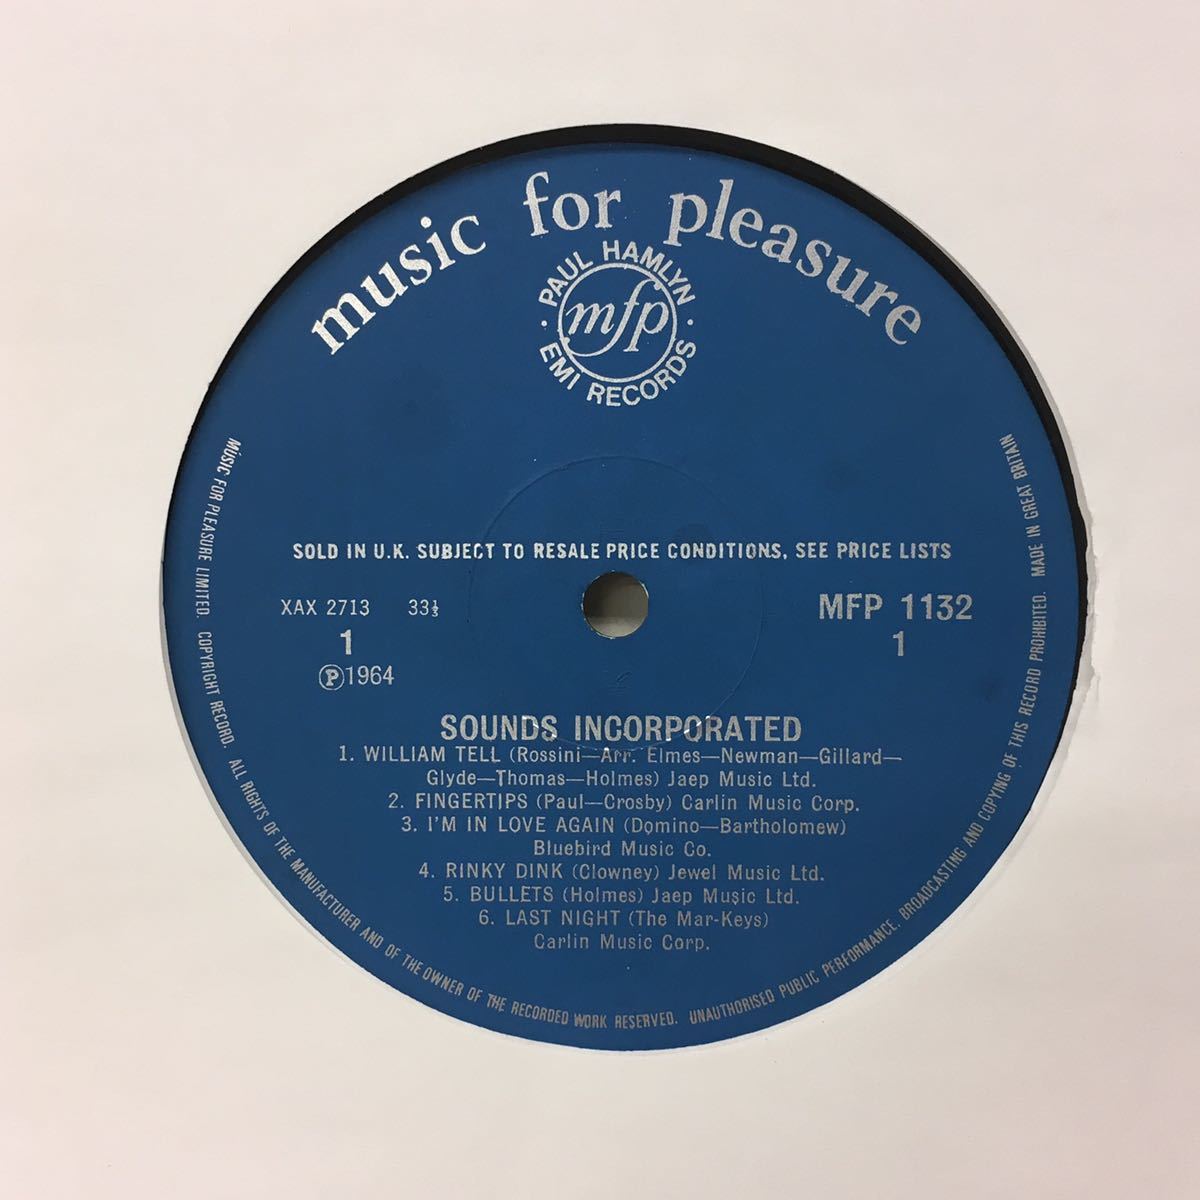 music for pleasure
PAUL HAMLYN
mfp
EMI RECORDS
SOLD IN U.K. SUBJECT TO RESALE PRICE CONDITIONS, SEE PRICE LISTS
XAX 2713 33⅓ MFP 1132
1 1
Ⓟ1964
SOUNDS INCORPORATED
1. WILLIAM TELL (Rossini—Arr. Elmes—Newman—Gillard—
Glyde—Thomas—Holmes) Jaep Music Ltd.
2. FINGERTIPS (Paul—Crosby) Carlin Music Corp.
3. I'M IN LOVE AGAIN (Domino—Bartholomew)
Bluebird Music Co.
4. RINKY DINK (Clowney) Jewel Music Ltd.
5. BULLETS (Holmes) Jaep Music Ltd.
6. LAST NIGHT (The Mar-Keys)
Carlin Music Corp.
MUSIC FOR PLEASURE LIMITED. COPYRIGHT RECORD. ALL RIGHTS OF THE MANUFACTURER AND OF THE OWNER OF THE RECORDED WORK RESERVED. UNAUTHORISED PUBLIC PERFORMANCE. BROADCASTING AND COPYING OF THIS RECORD PROHIBITED. MADE IN GREAT BRITAIN